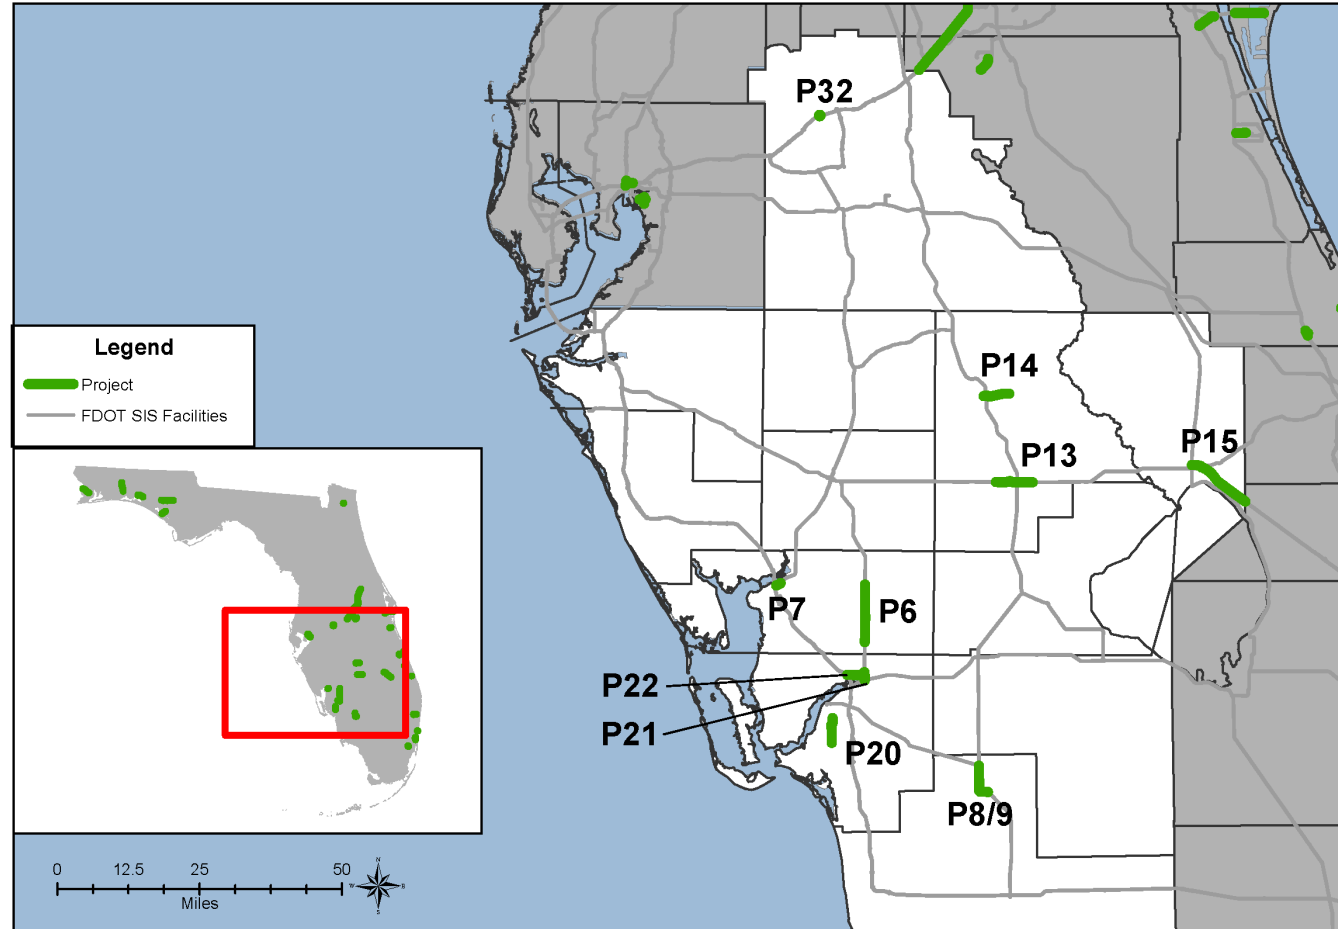 P32
P14
P13
P15
P7
P6
P22
P21
P20
P8/9
Legend
Project
FDOT SIS Facilities
0 12.5 25 50
Miles
N
W
E
S